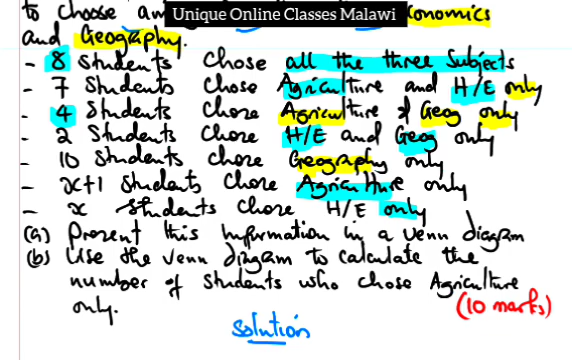 to choose Unique Online Classes Malawi conomics
and Geography.
- 8 Students Chose all the three Subjects
- 7 Students Chose Agriculture and H/E only
- 4 Students Chose Agricul & Geog only
- 2 Students Chose H/E and Geog only
- 10 Students chose Geography only
- x+1 Students Chose Agriculture only
- x Students Chose H/E only
(a) Present this information in a venn diagram
(b) Use the venn diagram to calculate the
number of Students who chose Agriculture
only. (10 marks)
Solution